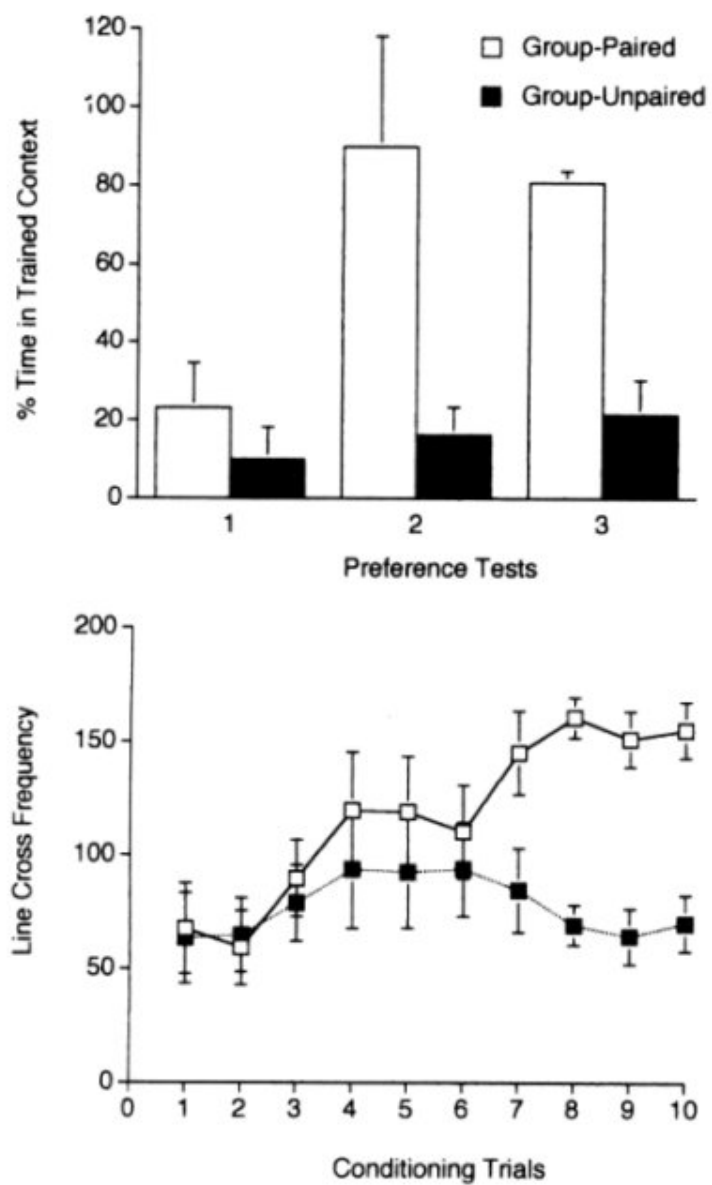 120
100
80
60
40
20
0
% Time in Trained Context
Group-Paired
Group-Unpaired
1 2 3
Preference Tests
200
150
100
50
0
Line Cross Frequency
0 1 2 3 4 5 6 7 8 9 10
Conditioning Trials